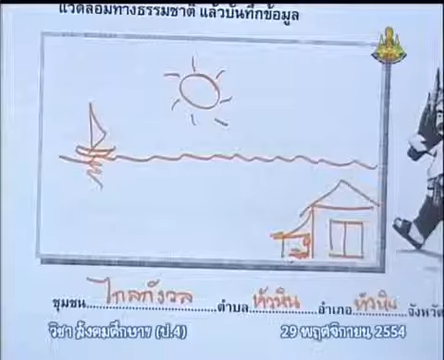 แวดล้อมทางธรรมชาติ แล้วบันทึกข้อมูล
ชุมชน ไกลกังวล ตำบล หัวหิน อำเภอ หัวหิน จังหวัด
วิชา สังคมศึกษาฯ (ป.4) 29 พฤศจิกายน 2554